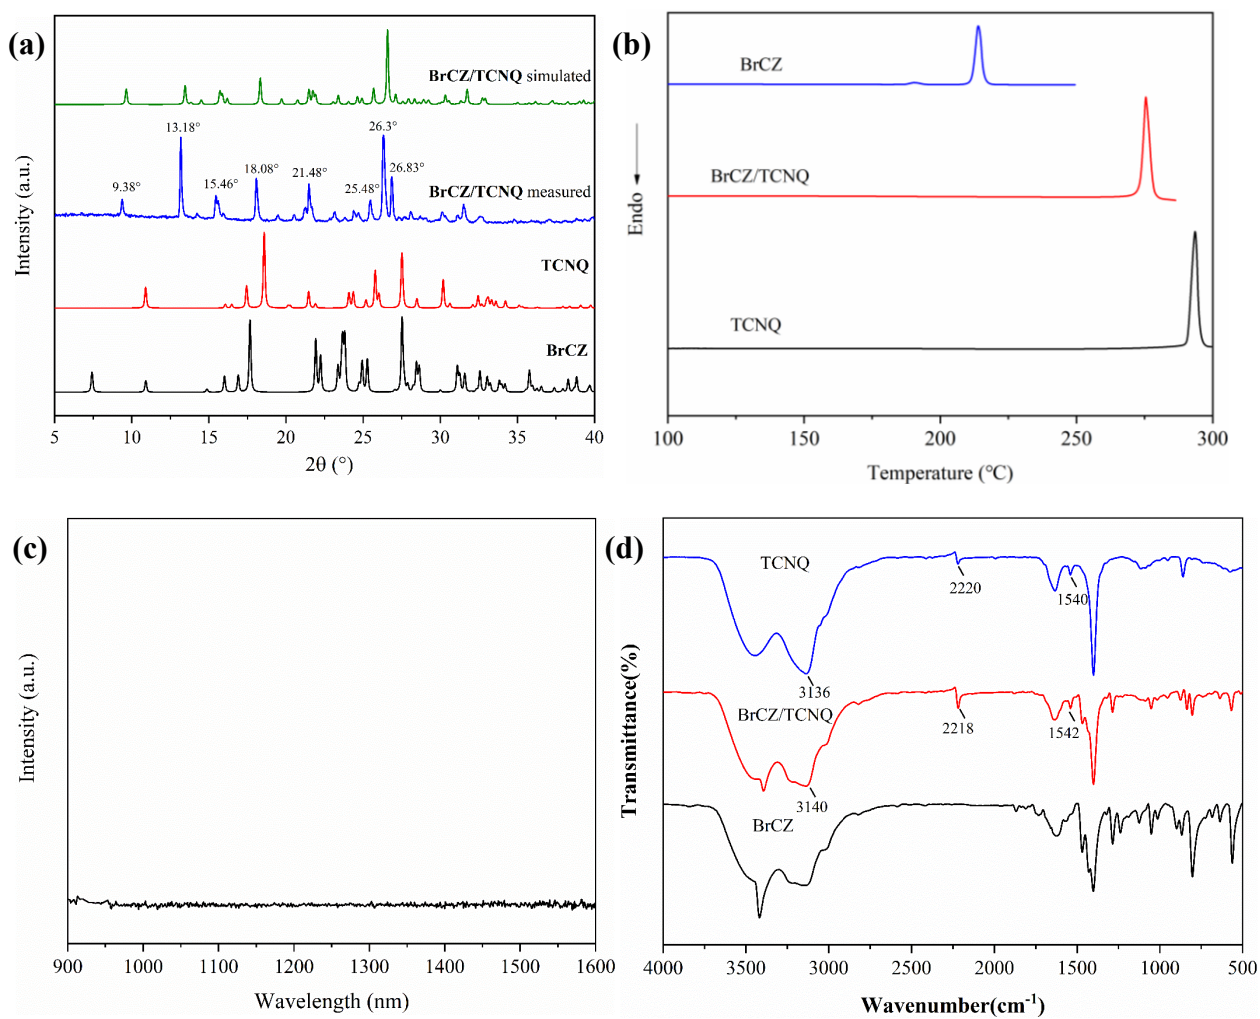 (a)
BrCZ/TCNQ simulated
13.18°
26.3°
9.38°
15.46°
18.08°
21.48°
25.48°
26.83°
BrCZ/TCNQ measured
TCNQ
BrCZ
Intensity (a.u.)
5 10 15 20 25 30 35 40
2θ (°)
(b)
BrCZ
BrCZ/TCNQ
TCNQ
Endo
100 150 200 250 300
Temperature (°C)
(c)
Intensity (a.u.)
900 1000 1100 1200 1300 1400 1500 1600
Wavelength (nm)
(d)
TCNQ
2220
1540
3136
BrCZ/TCNQ
2218
1542
3140
BrCZ
Transmittance(%)
4000 3500 3000 2500 2000 1500 1000 500
Wavenumber(cm⁻¹)